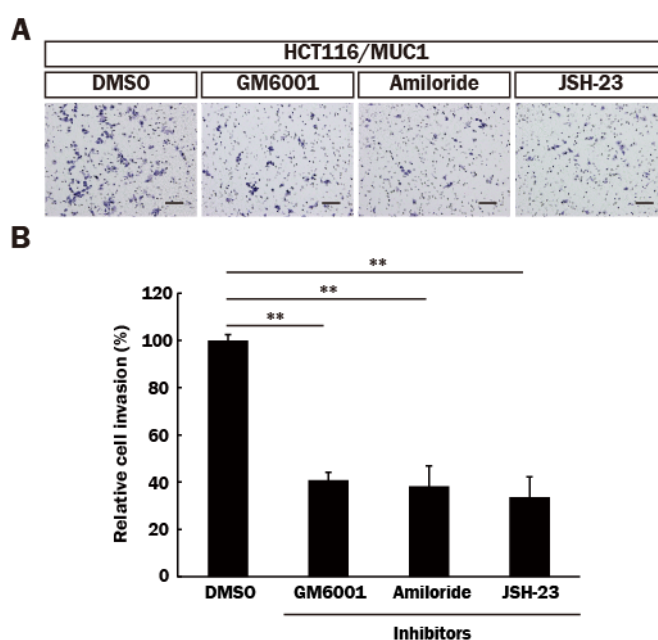 A
HCT116/MUC1
DMSO GM6001 Amiloride JSH-23
B
**
**
**
Relative cell invasion (%)
120
100
80
60
40
20
0
DMSO GM6001 Amiloride JSH-23
Inhibitors